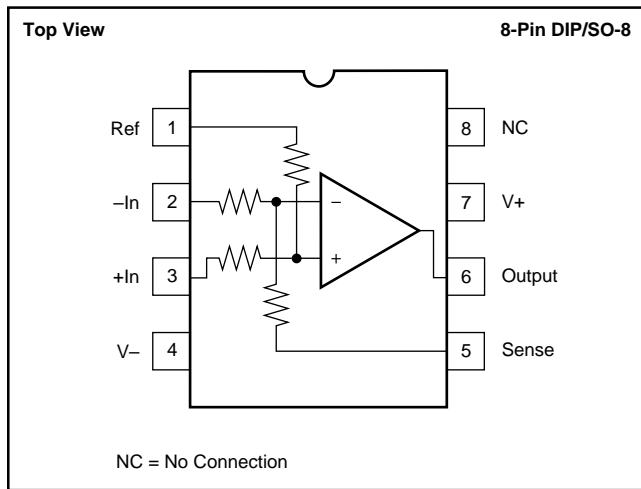 Top View 8-Pin DIP/SO-8
Ref 1 8 NC
–In 2 – 7 V+
+In 3 + 6 Output
V– 4 5 Sense
NC = No Connection